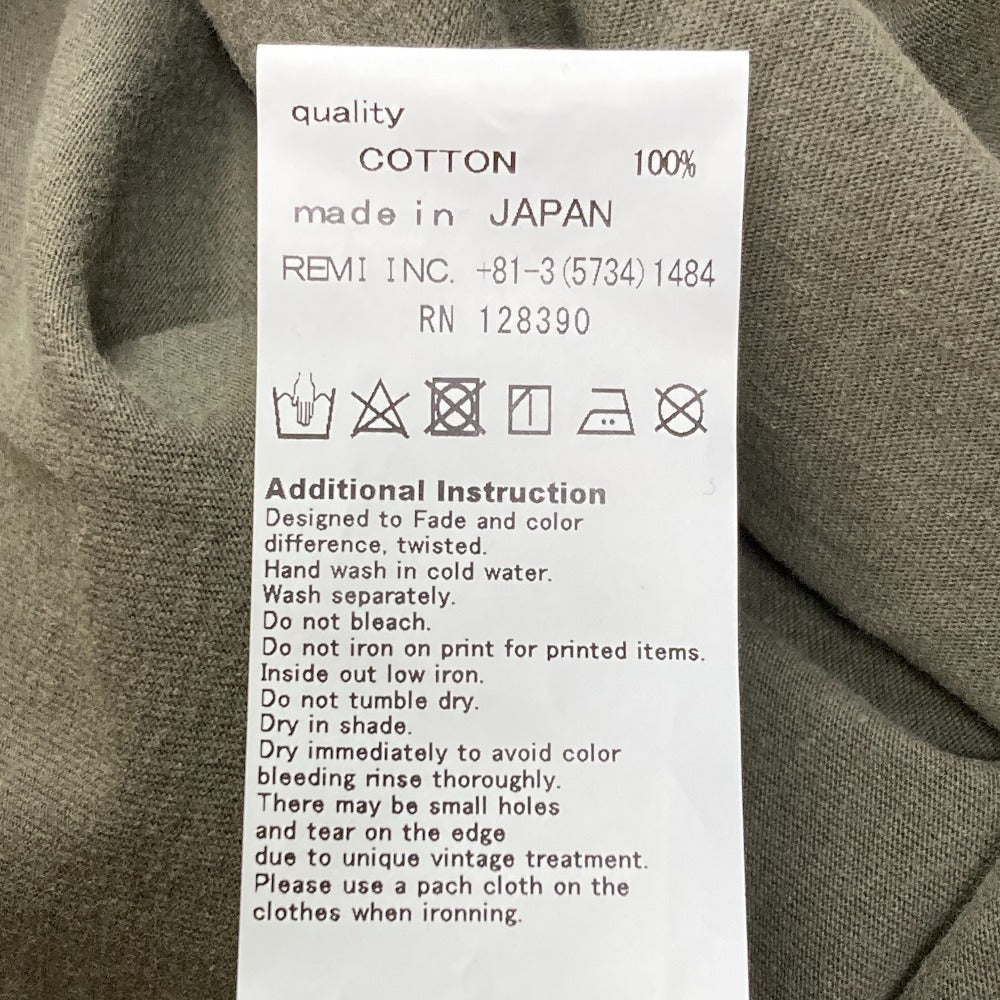 quality
COTTON 100%
made in JAPAN
REMI INC. +81-3(5734)1484
RN 128390
Additional Instruction
Designed to Fade and color
difference, twisted.
Hand wash in cold water.
Wash separately.
Do not bleach.
Do not iron on print for printed items.
Inside out low iron.
Do not tumble dry.
Dry in shade.
Dry immediately to avoid color
bleeding rinse thoroughly.
There may be small holes
and tear on the edge
due to unique vintage treatment.
Please use a pach cloth on the
clothes when ironning.